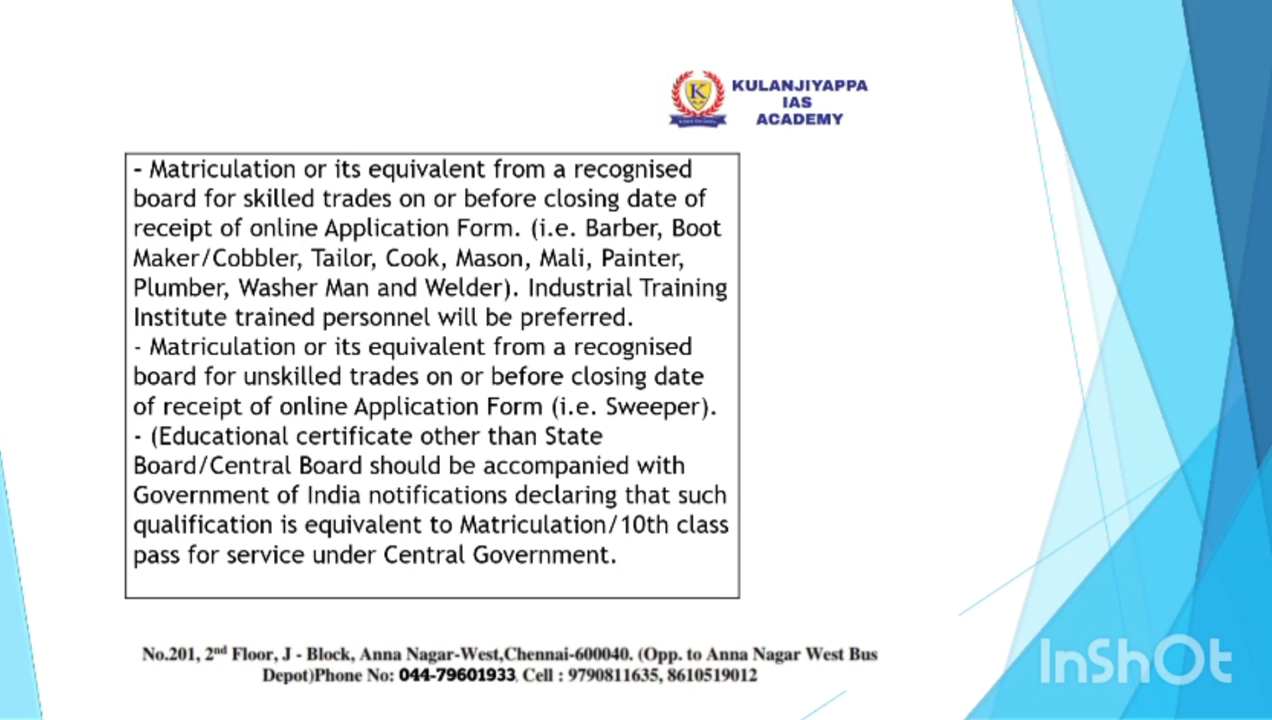 KULANJIYAPPA
IAS
ACADEMY
- Matriculation or its equivalent from a recognised
board for skilled trades on or before closing date of
receipt of online Application Form. (i.e. Barber, Boot
Maker/Cobbler, Tailor, Cook, Mason, Mali, Painter,
Plumber, Washer Man and Welder). Industrial Training
Institute trained personnel will be preferred.
- Matriculation or its equivalent from a recognised
board for unskilled trades on or before closing date
of receipt of online Application Form (i.e. Sweeper).
- (Educational certificate other than State
Board/Central Board should be accompanied with
Government of India notifications declaring that such
qualification is equivalent to Matriculation/10th class
pass for service under Central Government.
No.201, 2nd Floor, J - Block, Anna Nagar-West,Chennai-600040. (Opp. to Anna Nagar West Bus
Depot)Phone No: 044-79601933, Cell : 9790811635, 8610519012
InShOt